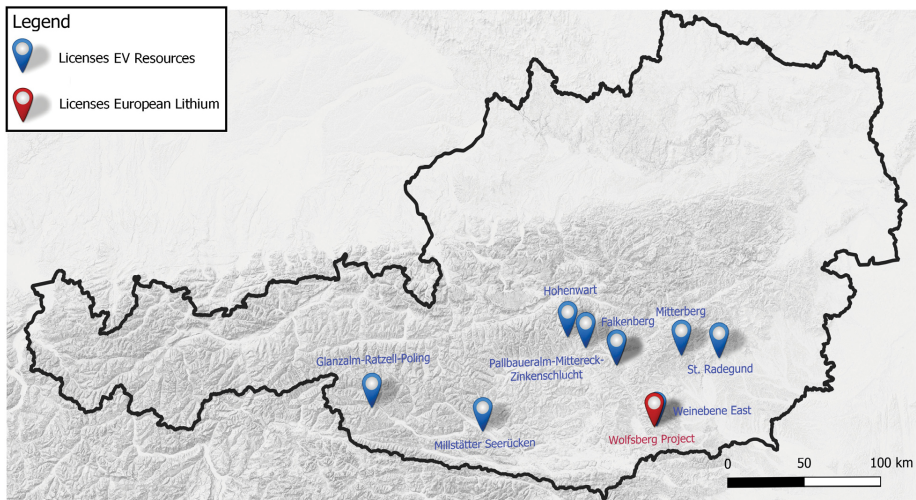 Legend
Licenses EV Resources
Licenses European Lithium
Hohenwart
Falkenberg
Mitterberg
Pallbaueralm-Mittereck-
Zinkenschlucht
St. Radegund
Glanzalm-Ratzell-Poling
Millstätter Seerücken
Weinebene East
Wolfsberg Project
0 50 100 km